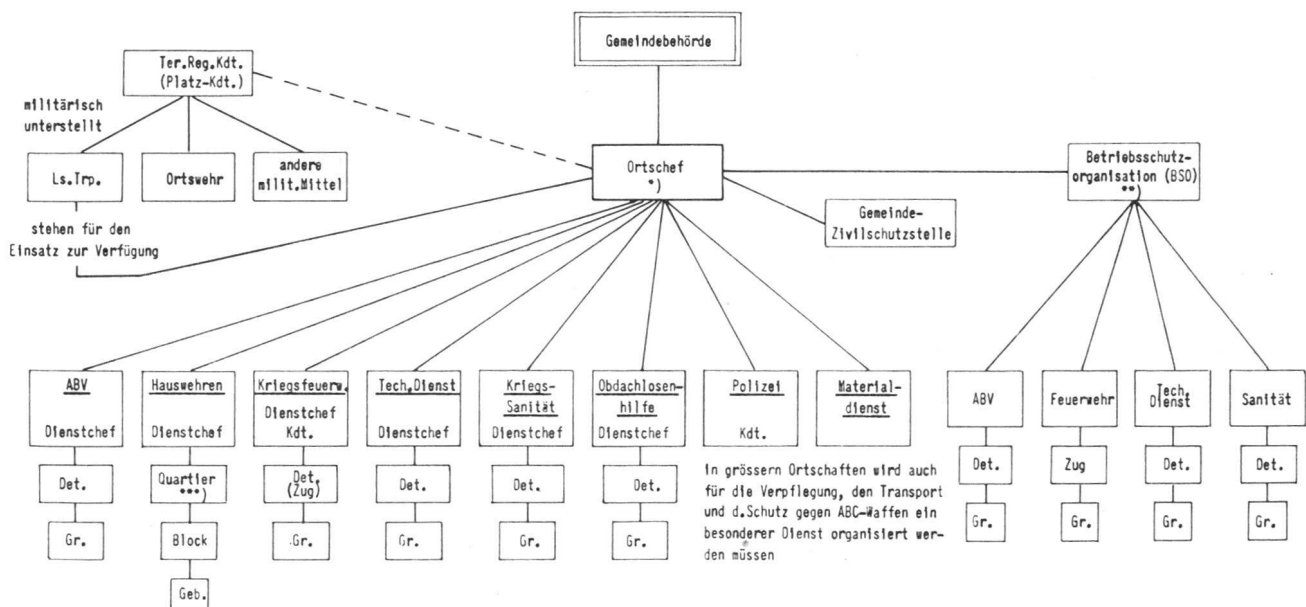 Gemeindebehörde
Ter.Reg.Kdt.
(Platz-Kdt.)
militärisch
unterstellt
Ls.Trp.
Ortswehr
andere
milit.Mittel
stehen für den
Einsatz zur Verfügung
Ortschef
*)
Gemeinde-
Zivilschutzstelle
Betriebsschutz-
organisation (BSO)
**)
ABV
Dienstchef
Det.
Gr.
Hauswehren
Dienstchef
Quartier
***)
Block
Geb.
Kriegsfeuerw.
Dienstchef
Kdt.
Det.
(Zug)
Gr.
Tech.Dienst
Dienstchef
Det.
Gr.
Kriegs-
Sanität
Dienstchef
Det.
Gr.
Obdachlosen-
hilfe
Dienstchef
Det.
Gr.
Polizei
Kdt.
Material-
dienst
in grössern Ortschaften wird auch
für die Verpflegung, den Transport
und d.Schutz gegen ABC-Waffen ein
besonderer Dienst organisiert wer-
den müssen
ABV
Det.
Gr.
Feuerwehr
Zug
Gr.
Tech.
Dienst
Det.
Gr.
Sanität
Det.
Gr.